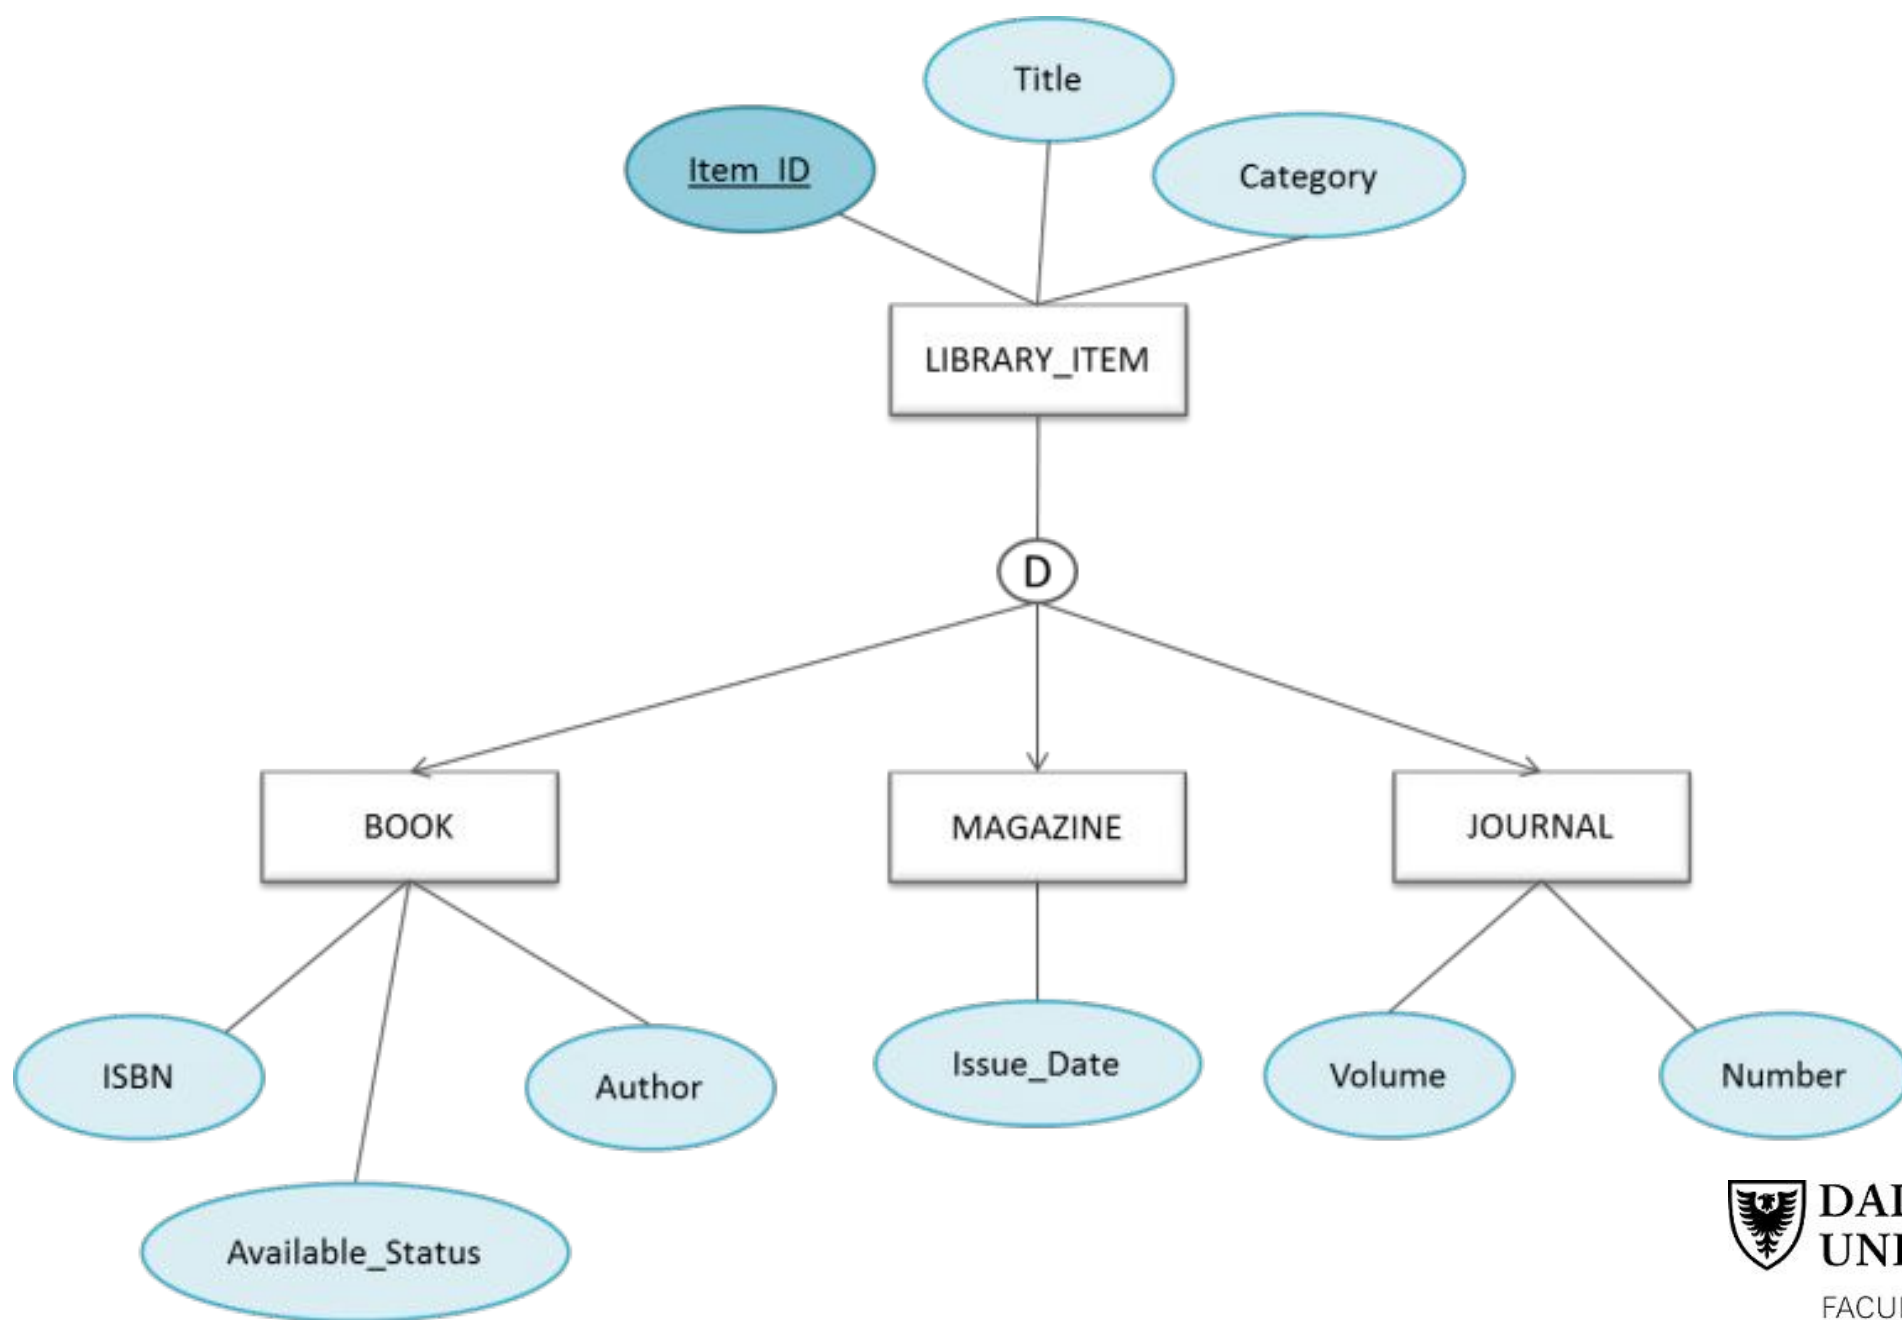 Title
Item_ID
Category
LIBRARY_ITEM
D
BOOK
MAGAZINE
JOURNAL
ISBN
Author
Issue_Date
Volume
Number
Available_Status